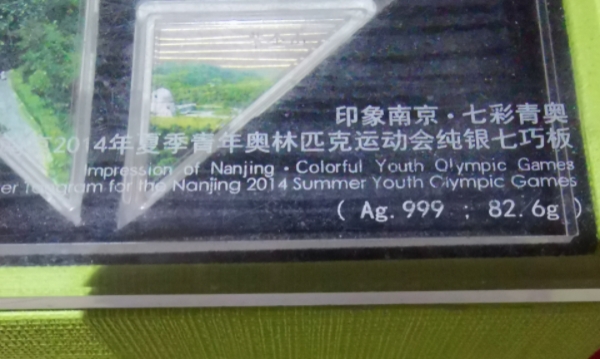 印象南京·七彩青奥
2014年夏季青年奥林匹克运动会纯银七巧板
Impression of Nanjing · Colorful Youth Olympic Games
for the Nanjing 2014 Summer Youth Olympic Games
( Ag. 999 : 82.6g )